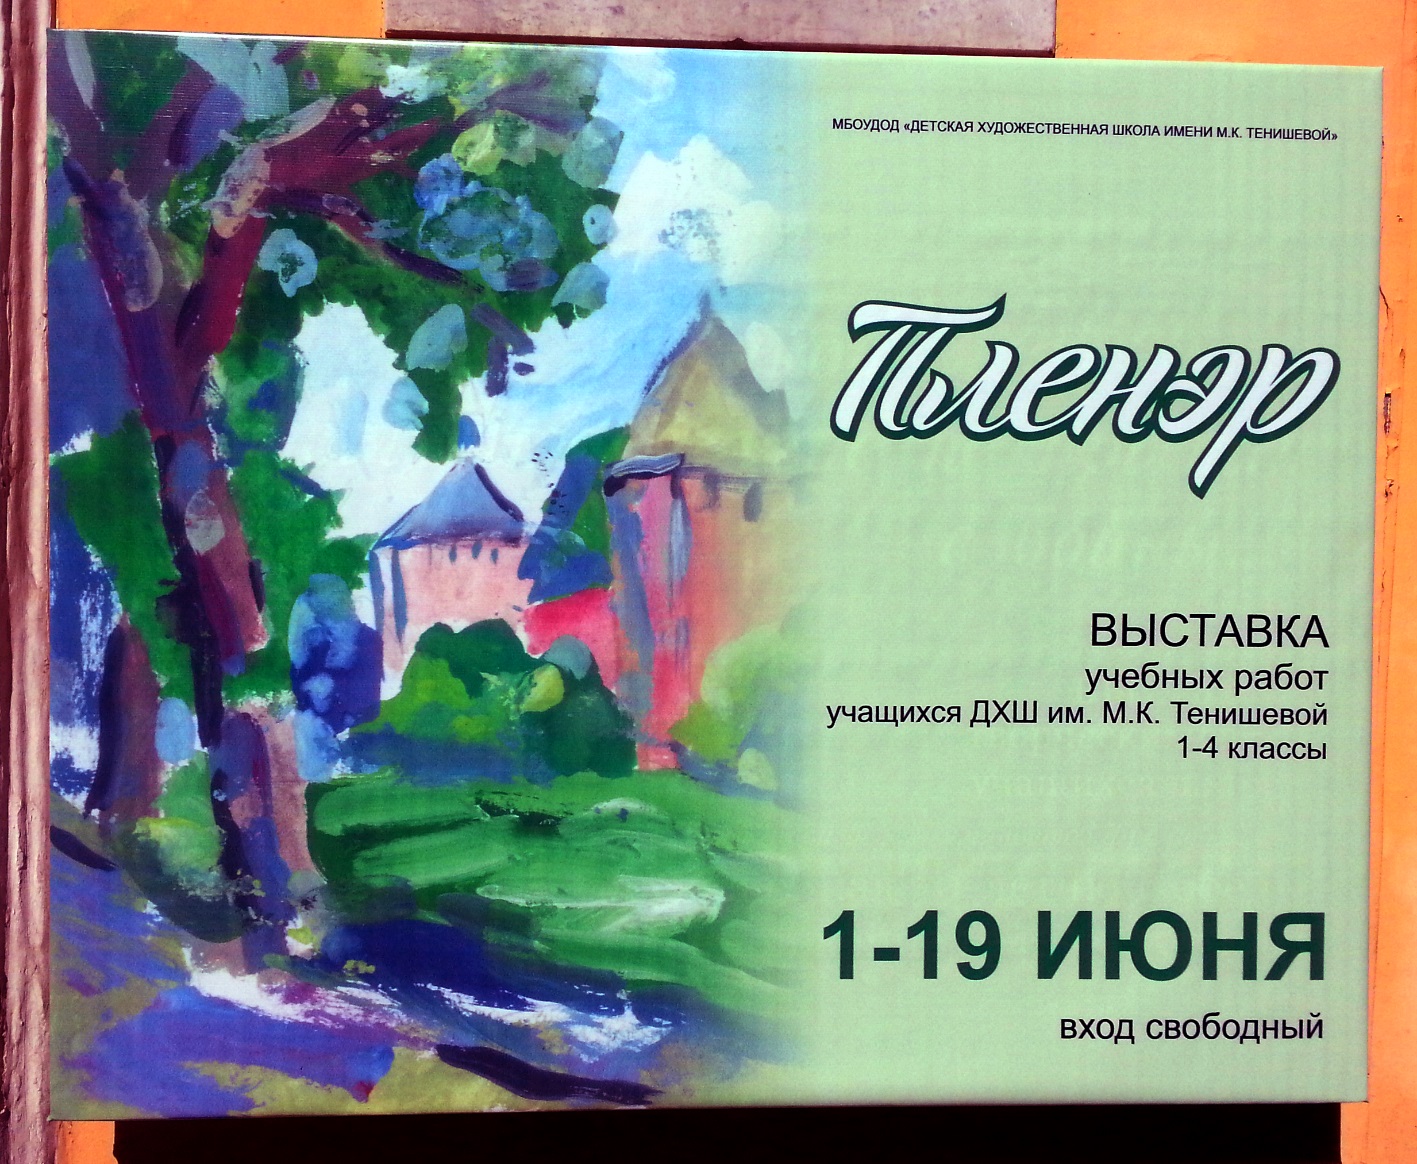 МБОУДОД «ДЕТСКАЯ ХУДОЖЕСТВЕННАЯ ШКОЛА ИМЕНИ М.К. ТЕНИШЕВОЙ»
Пленэр
ВЫСТАВКА
учебных работ
учащихся ДХШ им. М.К. Тенишевой
1-4 классы
1-19 ИЮНЯ
вход свободный